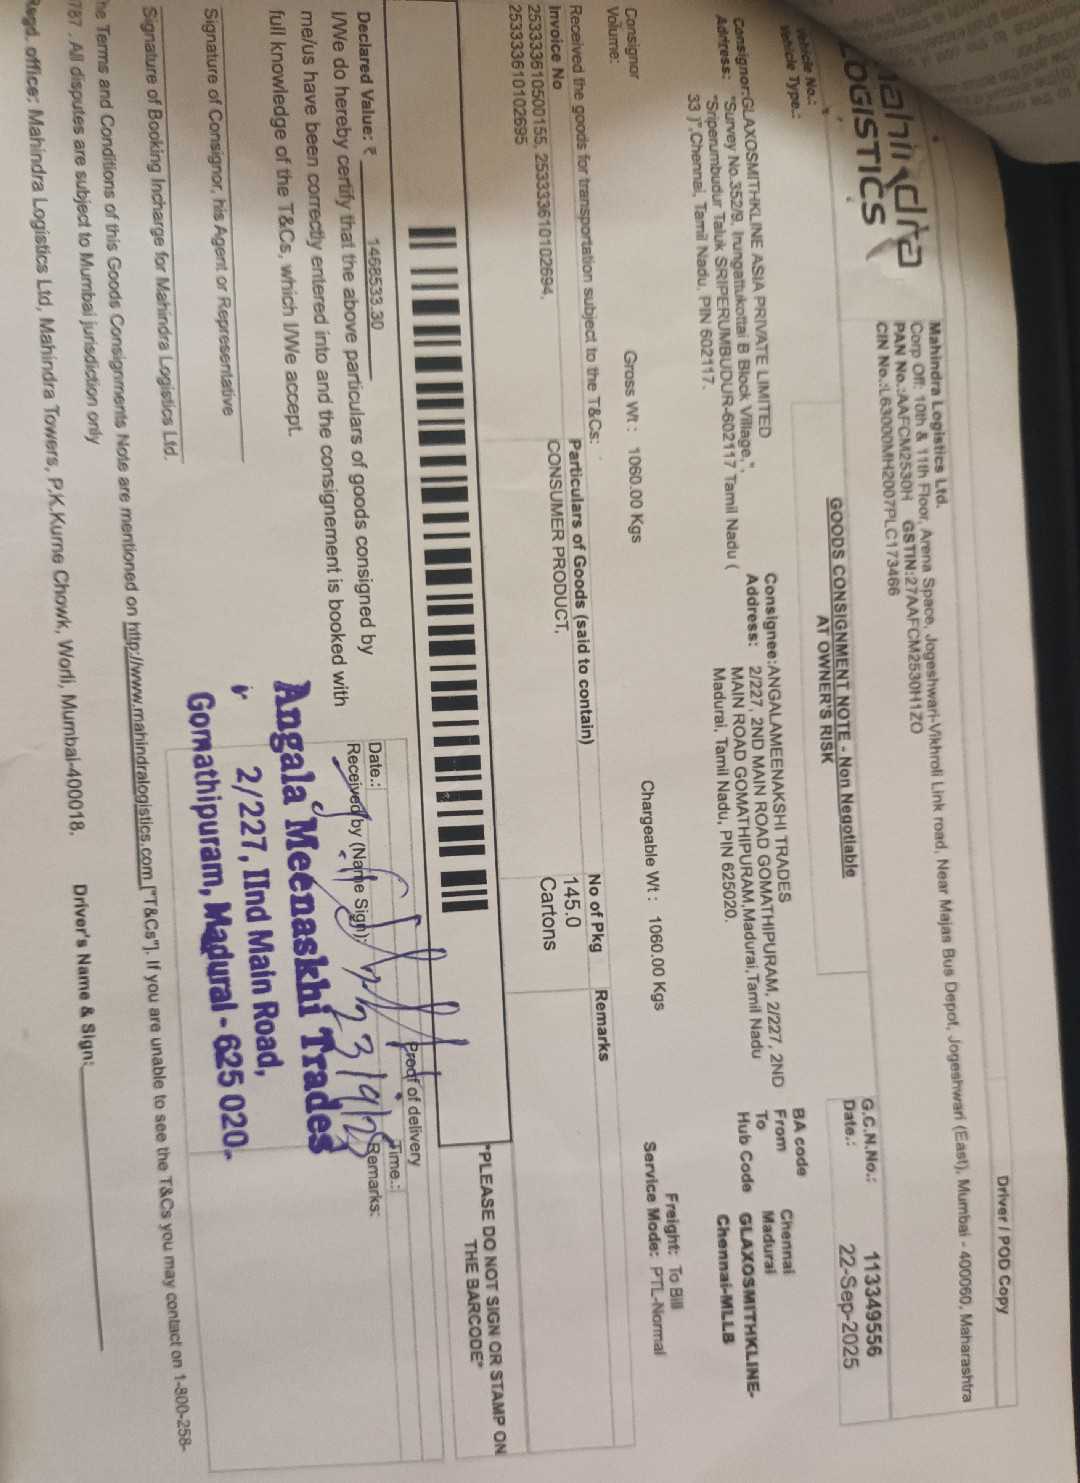 Driver / POD Copy
mahindra
LOGISTICS
Mahindra Logistics Ltd.
Corp Off: 10th & 11th Floor, Arena Space, Jogeshwari-Vikhroli Link road, Near Majas Bus Depot, Jogeshwari (East), Mumbai - 400060, Maharashtra
PAN No.:AAFCM2530H GSTIN:27AAFCM2530H1ZO
CIN No.:L63000MH2007PLC173466
GOODS CONSIGNMENT NOTE - Non Negotiable
AT OWNER'S RISK
G.C.N.No.: 113349556
Date.: 22-Sep-2025
Vehicle No.:
Vehicle Type.:
Consignor:GLAXOSMITHKLINE ASIA PRIVATE LIMITED
Address: "Survey No.352/9, Irungattukottai B Block Village,",
"Sriperumbudur Taluk SRIPERUMBUDUR-602117 Tamil Nadu (
33 )",Chennai, Tamil Nadu, PIN 602117.
Consignee:ANGALAMEENAKSHI TRADES
Address: 2/227, 2ND MAIN ROAD GOMATHIPURAM, 2/227, 2ND
MAIN ROAD GOMATHIPURAM,Madurai,Tamil Nadu
Madurai, Tamil Nadu, PIN 625020.
BA code
From Chennai
To Madurai
Hub Code GLAXOSMITHKLINE-
Chennai-MLLB
Freight: To Bill
Service Mode: PTL-Normal
Consignor
Volume:
Gross Wt : 1060.00 Kgs
Chargeable Wt : 1060.00 Kgs
Received the goods for transportation subject to the T&Cs:
Invoice No
253333610500155, 253333610102694,
253333610102695
Particulars of Goods (said to contain)
CONSUMER PRODUCT,
No of Pkg
145.0
Cartons
Remarks
*PLEASE DO NOT SIGN OR STAMP ON
THE BARCODE*
Declared Value: ₹ 1468533.30
I/We do hereby certify that the above particulars of goods consigned by
me/us have been correctly entered into and the consignement is booked with
full knowledge of the T&Cs, which I/We accept.
Proof of delivery
Date.:
Time.:
Received by (Name Sign):
Remarks:
23/9/25
Angala Meenaskhi Trades
2/227, IInd Main Road,
Gomathipuram, Madurai - 625 020.
Signature of Consignor, his Agent or Representative
Signature of Booking Incharge for Mahindra Logistics Ltd.
he Terms and Conditions of this Goods Consignments Note are mentioned on http://www.mahindralogistics.com ["T&Cs"]. If you are unable to see the T&Cs you may contact on 1-800-258-
787 . All disputes are subject to Mumbai jurisdiction only
Regd. office: Mahindra Logistics Ltd, Mahindra Towers, P.K.Kurne Chowk, Worli, Mumbai-400018.
Driver's Name & Sign: